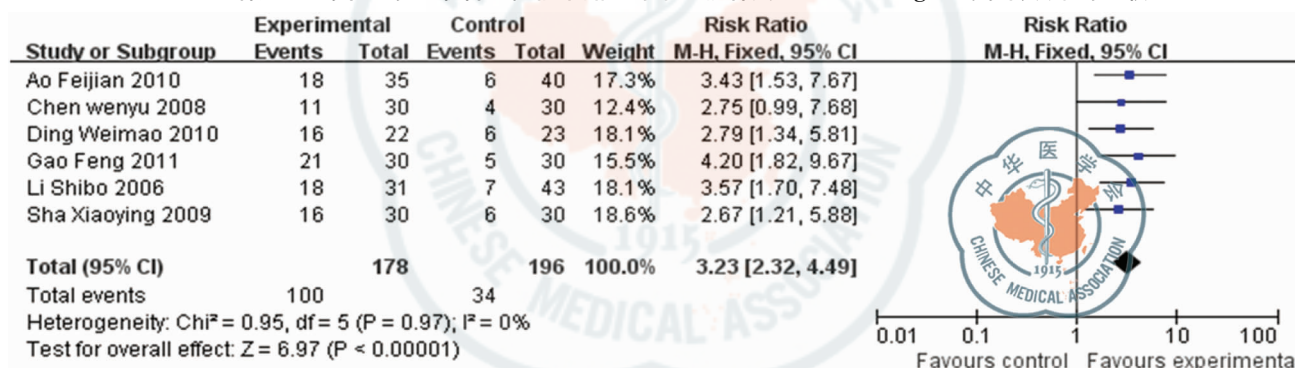 Experimental Control Risk Ratio Risk Ratio
Study or Subgroup Events Total Events Total Weight M-H, Fixed, 95% CI M-H, Fixed, 95% CI
Ao Feijian 2010 18 35 6 40 17.3% 3.43 [1.53, 7.67]
Chen wenyu 2008 11 30 4 30 12.4% 2.75 [0.99, 7.68]
Ding Weimao 2010 16 22 6 23 18.1% 2.79 [1.34, 5.81]
Gao Feng 2011 21 30 5 30 15.5% 4.20 [1.82, 9.67]
Li Shibo 2006 18 31 7 43 18.1% 3.57 [1.70, 7.48]
Sha Xiaoying 2009 16 30 6 30 18.6% 2.67 [1.21, 5.88]
Total (95% CI) 178 196 100.0% 3.23 [2.32, 4.49]
Total events 100 34
Heterogeneity: Chi² = 0.95, df = 5 (P = 0.97); I² = 0%
Test for overall effect: Z = 6.97 (P < 0.00001)
0.01 0.1 1 10 100
Favours control Favours experimenta
中华医学会
1915
CHINESE MEDICAL ASSOCIATION
1915
CHINESE MEDICAL ASSOCIATION